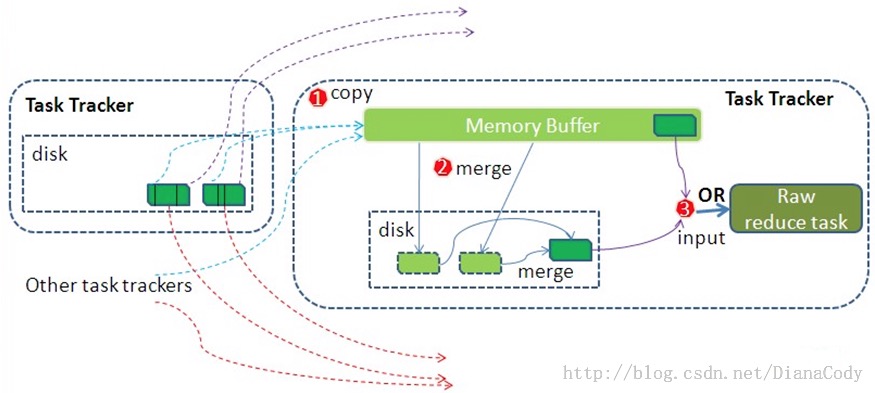 1 copy
Task Tracker
Task Tracker
Memory Buffer
disk
2 merge
3 OR
Raw
reduce task
input
disk
merge
Other task trackers
http://blog.csdn.net/DianaCody